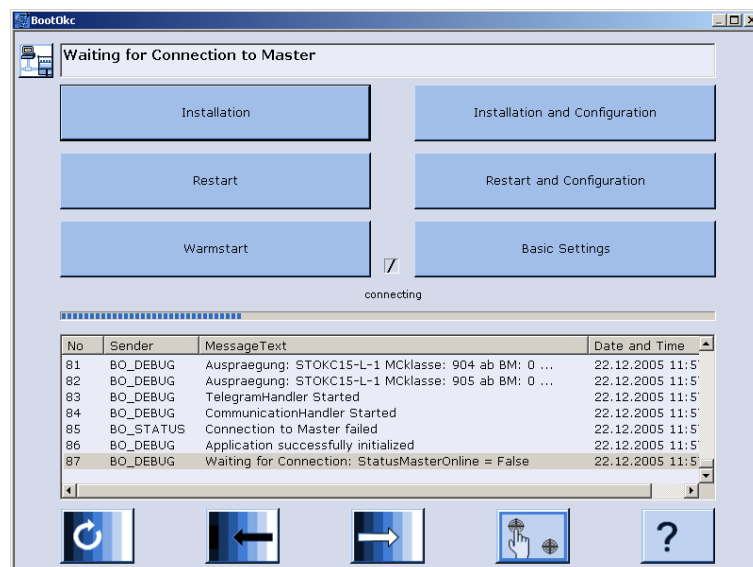 BootOkc
Waiting for Connection to Master
Installation
Installation and Configuration
Restart
Restart and Configuration
Warmstart
Basic Settings
connecting
No Sender MessageText Date and Time
81 BO_DEBUG Auspraegung: STOKC15-L-1 MCklasse: 904 ab BM: 0 ... 22.12.2005 11:5
82 BO_DEBUG Auspraegung: STOKC15-L-1 MCklasse: 905 ab BM: 0 ... 22.12.2005 11:5
83 BO_DEBUG TelegramHandler Started 22.12.2005 11:5
84 BO_DEBUG CommunicationHandler Started 22.12.2005 11:5
85 BO_STATUS Connection to Master failed 22.12.2005 11:5
86 BO_DEBUG Application successfully initialized 22.12.2005 11:5
87 BO_DEBUG Waiting for Connection: StatusMasterOnline = False 22.12.2005 11:5
?